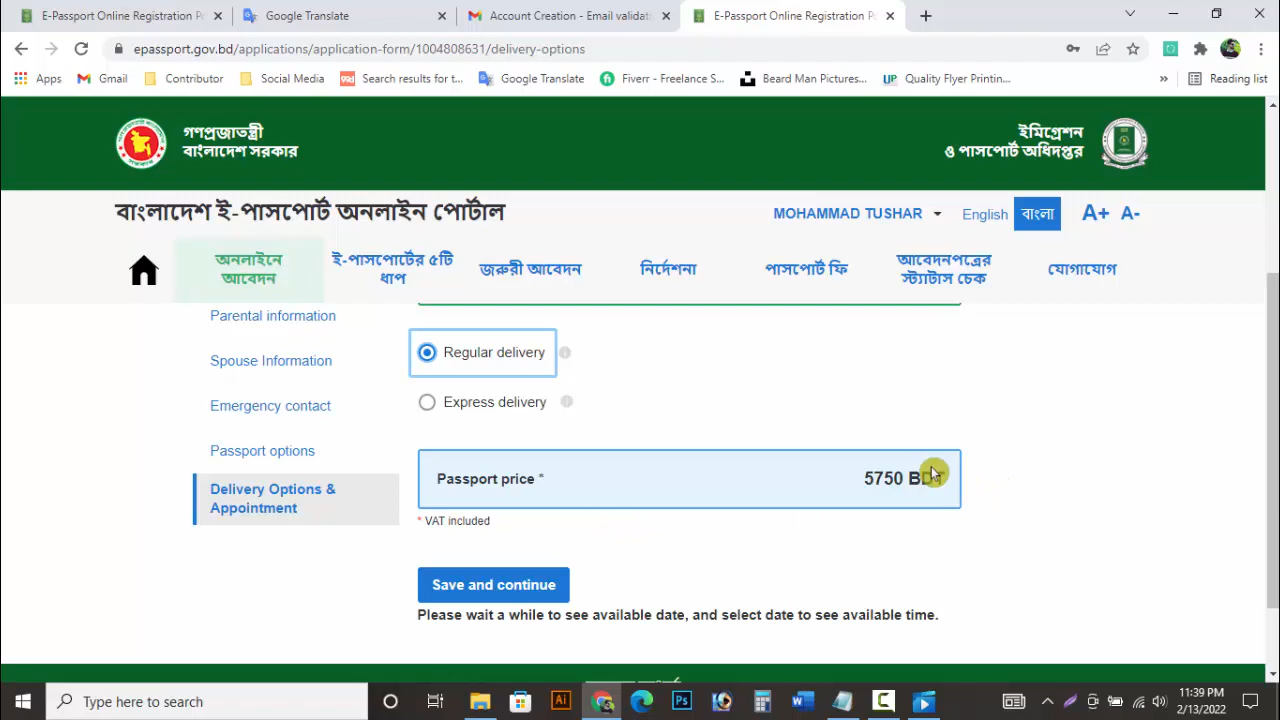 E-Passport Online Registration P
Google Translate
Account Creation - Email validat
E-Passport Online Registration P
epassport.gov.bd/applications/application-form/1004808631/delivery-options
Apps
Gmail
Contributor
Social Media
Search results for t...
Google Translate
Fiverr - Freelance S...
Beard Man Pictures...
UP
Quality Flyer Printin...
»
Reading list
গণপ্রজাতন্ত্রী
বাংলাদেশ সরকার
ইমিগ্রেশন
ও পাসপোর্ট অধিদপ্তর
বাংলাদেশ ই-পাসপোর্ট অনলাইন পোর্টাল
MOHAMMAD TUSHAR
English
বাংলা
A+
A-
অনলাইনে
আবেদন
ই-পাসপোর্টের ৫টি
ধাপ
জরুরী আবেদন
নির্দেশনা
পাসপোর্ট ফি
আবেদনপত্রের
স্ট্যাটাস চেক
যোগাযোগ
Parental information
Spouse Information
Emergency contact
Passport options
Delivery Options &
Appointment
Regular delivery
Express delivery
Passport price *
5750 BDT
* VAT included
Save and continue
Please wait a while to see available date, and select date to see available time.
Type here to search
Ai
Ps
11:39 PM
2/13/2022